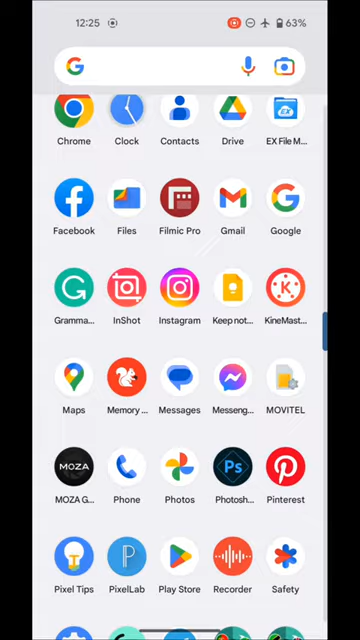 12:25 63%
Chrome Clock Contacts Drive EX File M...
Facebook Files Filmic Pro Gmail Google
Gramma... InShot Instagram Keep not... KineMast...
Maps Memory ... Messages Messeng... MOVITEL
MOZA
MOZA G... Phone Photos Photosh... Pinterest
Pixel Tips PixelLab Play Store Recorder Safety